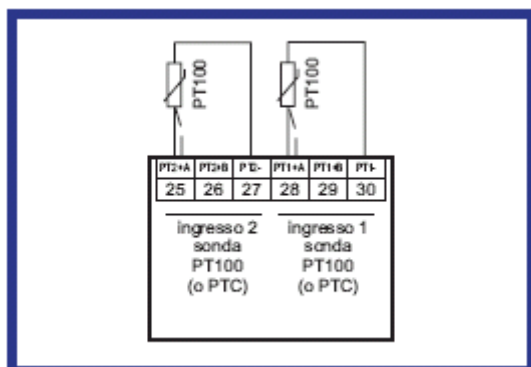 PT100 PT100
PT2+A PT2+B PT2- PT1+A PT1+B PT1-
25 26 27 28 29 30
ingresso 2 ingresso 1
sonda sonda
PT100 PT100
(o PTC) (o PTC)